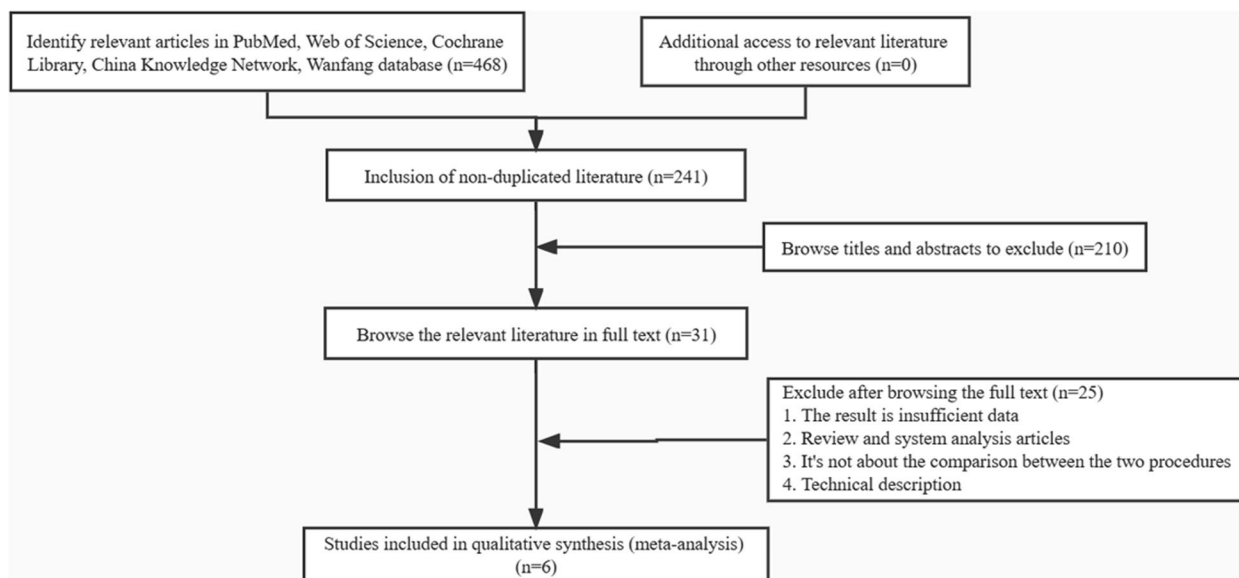 Identify relevant articles in PubMed, Web of Science, Cochrane
Library, China Knowledge Network, Wanfang database (n=468)
Additional access to relevant literature
through other resources (n=0)
Inclusion of non-duplicated literature (n=241)
Browse titles and abstracts to exclude (n=210)
Browse the relevant literature in full text (n=31)
Exclude after browsing the full text (n=25)
1. The result is insufficient data
2. Review and system analysis articles
3. It's not about the comparison between the two procedures
4. Technical description
Studies included in qualitative synthesis (meta-analysis)
(n=6)